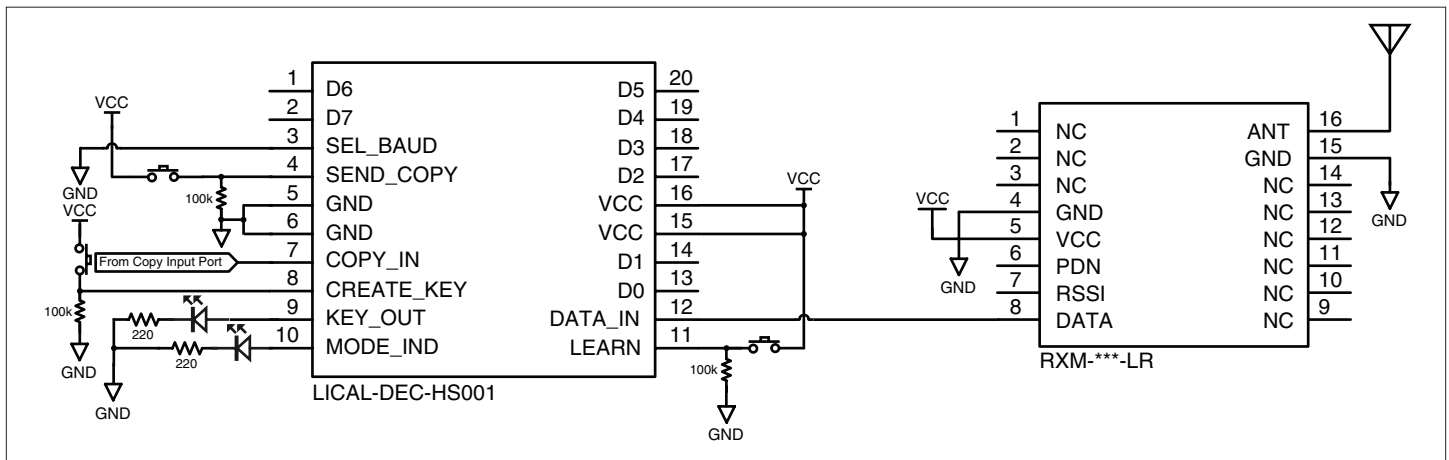 1 D6 D5 20
2 D7 D4 19
VCC 3 SEL_BAUD D3 18
4 SEND_COPY D2 17
GND 100k 5 GND VCC 16 VCC
VCC 6 GND VCC 15
From Copy Input Port 7 COPY_IN D1 14
8 CREATE_KEY D0 13
100k 220 9 KEY_OUT DATA_IN 12
220 10 MODE_IND LEARN 11
GND 100k
GND
GND
LICAL-DEC-HS001
1 NC ANT 16
2 NC GND 15
3 NC NC 14
VCC 4 GND NC 13 GND
5 VCC NC 12
6 PDN NC 11
GND 7 RSSI NC 10
8 DATA NC 9
RXM-***-LR